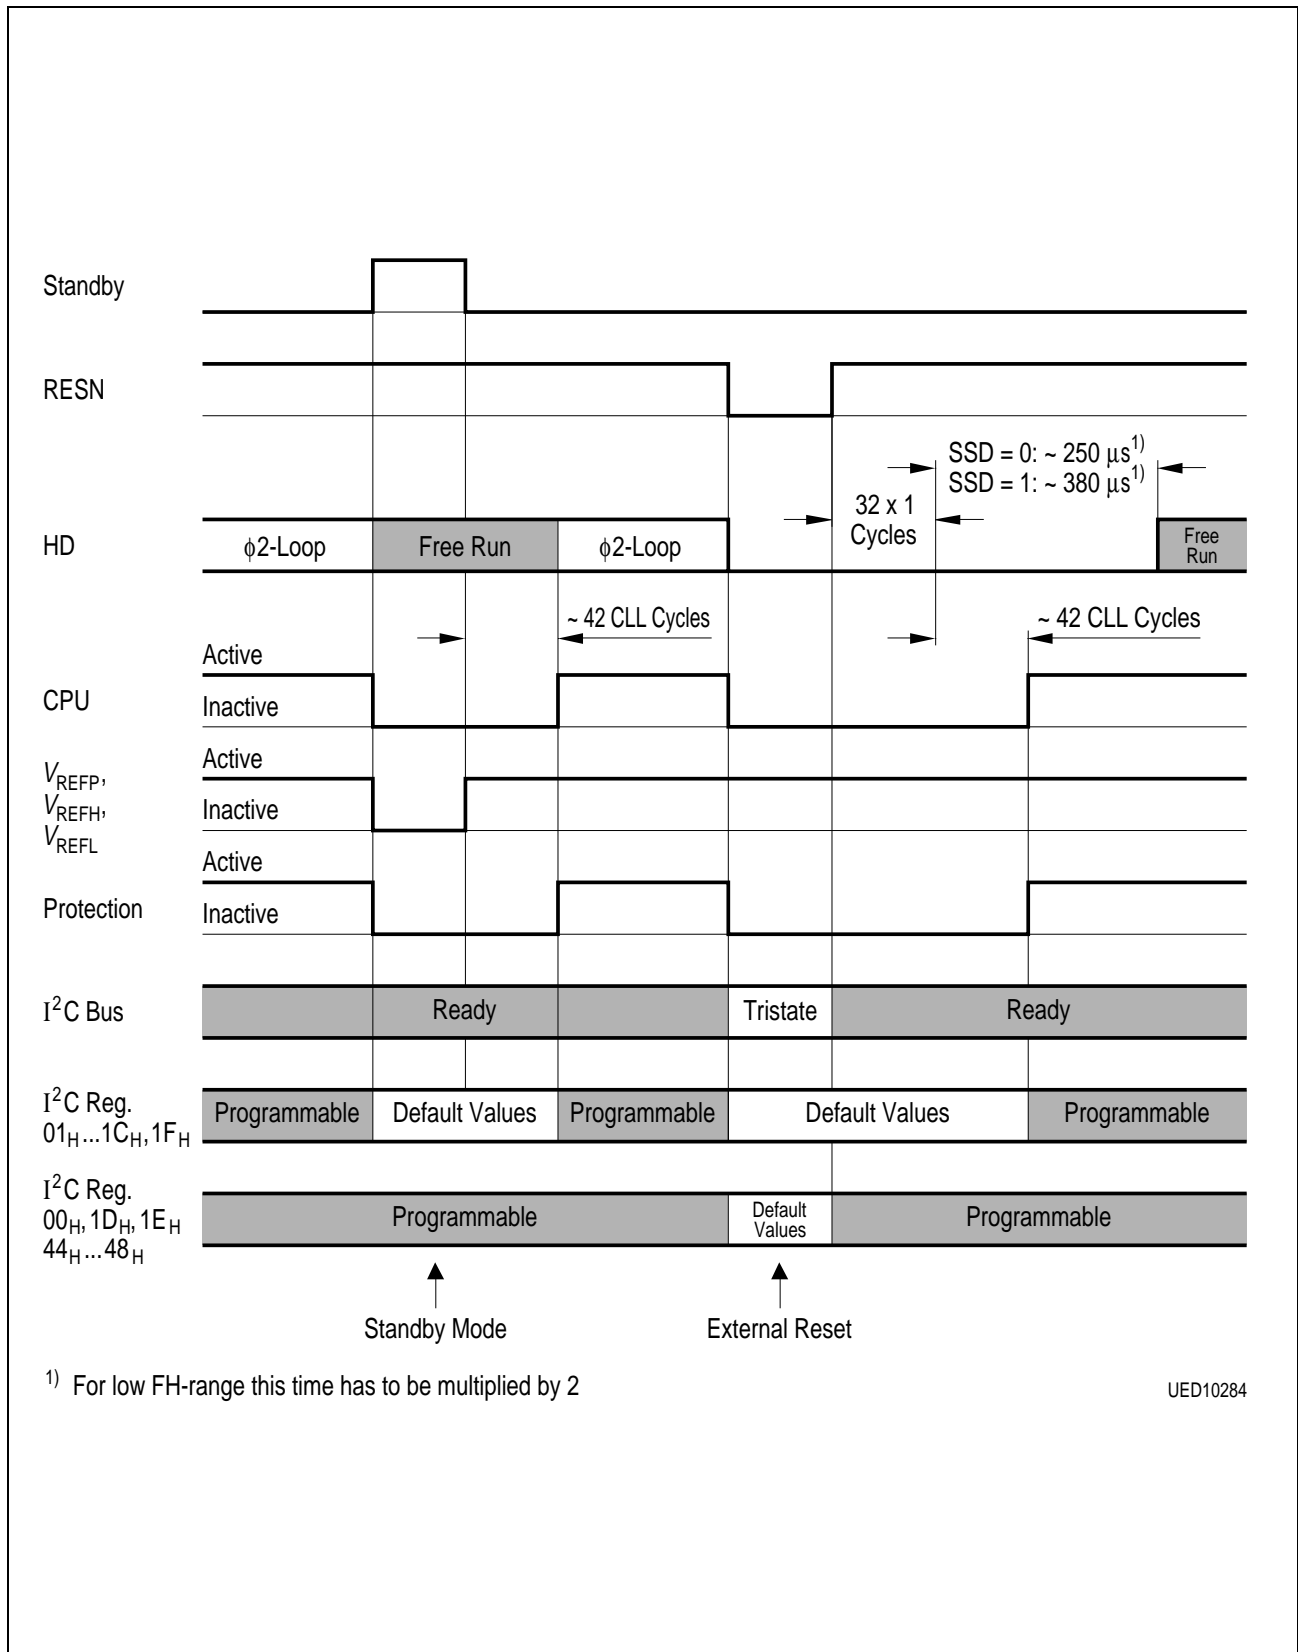 Standby
RESN
SSD = 0: ~ 250 µs1)
SSD = 1: ~ 380 µs1)
32 x 1
Cycles
HD
ϕ2-Loop
Free Run
ϕ2-Loop
Free
Run
~ 42 CLL Cycles
~ 42 CLL Cycles
Active
CPU
Inactive
Active
VREFP,
VREFH,
VREFL
Inactive
Active
Protection
Inactive
I2C Bus
Ready
Tristate
Ready
I2C Reg.
01H...1CH,1FH
Programmable
Default Values
Programmable
Default Values
Programmable
I2C Reg.
00H,1DH,1EH
44H...48H
Programmable
Default
Values
Programmable
Standby Mode
External Reset
1) For low FH-range this time has to be multiplied by 2
UED10284